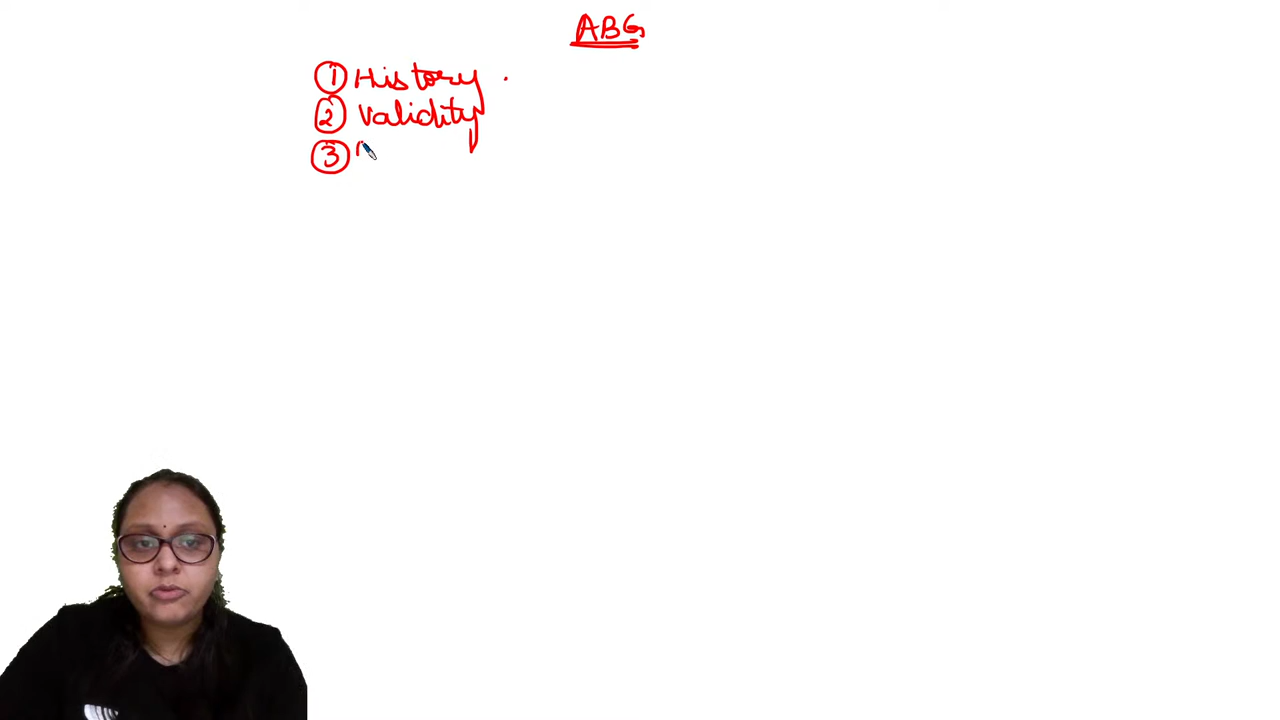 ABG
① History .
② Validity
③